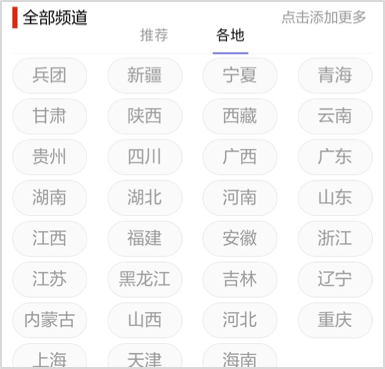 全部频道
点击添加更多
推荐 各地
兵团 新疆 宁夏 青海
甘肃 陕西 西藏 云南
贵州 四川 广西 广东
湖南 湖北 河南 山东
江西 福建 安徽 浙江
江苏 黑龙江 吉林 辽宁
内蒙古 山西 河北 重庆
上海 天津 海南